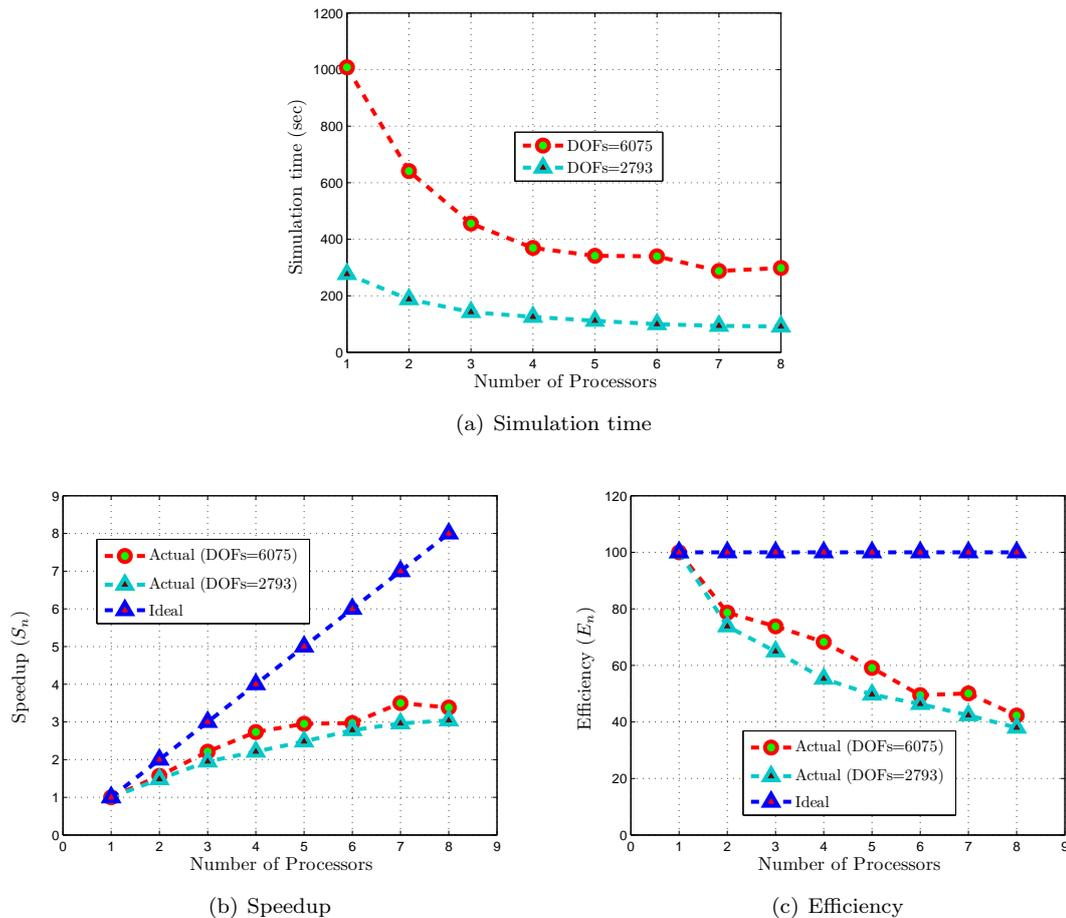 1200
1000
800
600
400
200
0
Simulation time (sec)
DOFs=6075
DOFs=2793
1 2 3 4 5 6 7 8
Number of Processors
(a) Simulation time
9
8
7
6
5
4
3
2
1
0
Speedup (Sₙ)
Actual (DOFs=6075)
Actual (DOFs=2793)
Ideal
0 1 2 3 4 5 6 7 8 9
Number of Processors
(b) Speedup
120
100
80
60
40
20
0
Efficiency (Eₙ)
Actual (DOFs=6075)
Actual (DOFs=2793)
Ideal
0 1 2 3 4 5 6 7 8 9
Number of Processors
(c) Efficiency